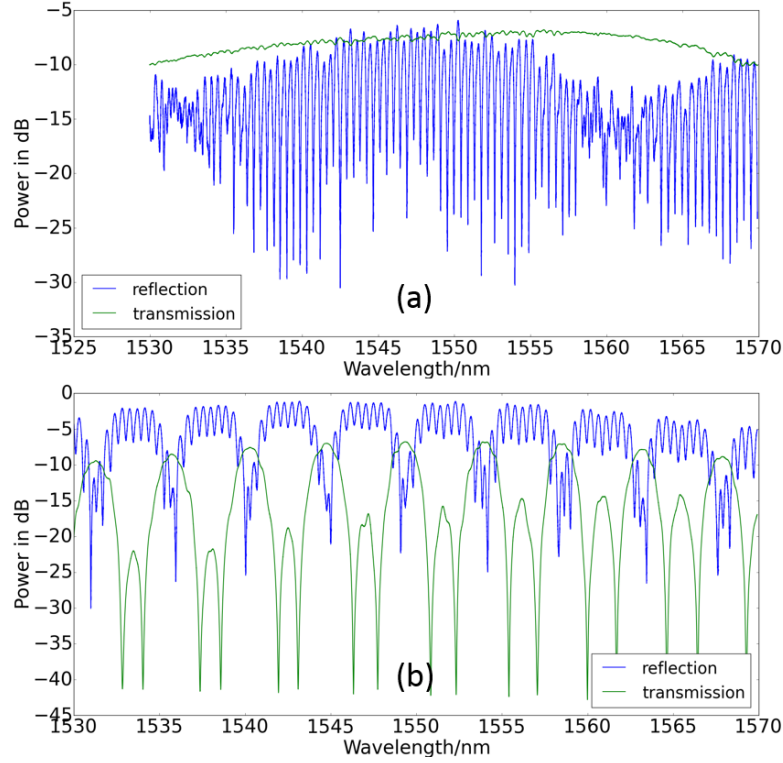 −5
−10
−15
−20
−25
−30
−35
Power in dB
reflection
transmission
(a)
1525 1530 1535 1540 1545 1550 1555 1560 1565 1570
Wavelength/nm
0
−5
−10
−15
−20
−25
−30
−35
−40
−45
Power in dB
reflection
transmission
(b)
1530 1535 1540 1545 1550 1555 1560 1565 1570
Wavelength/nm